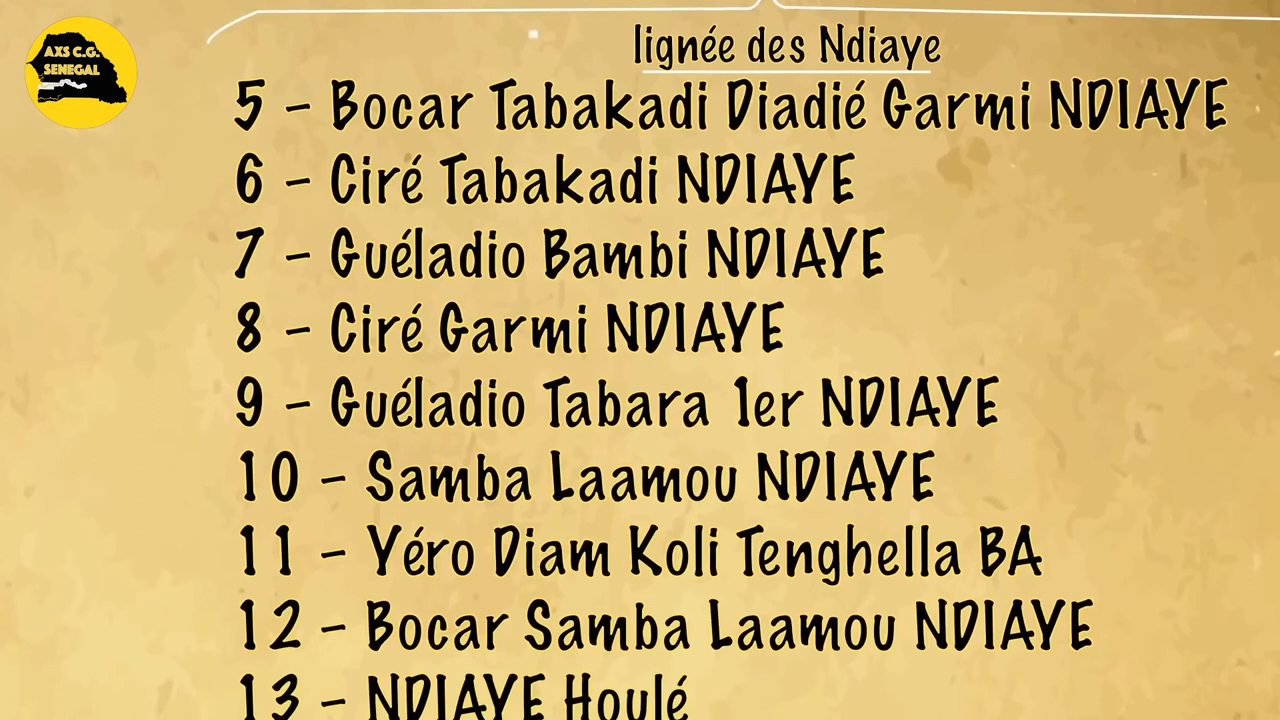 AXS C.G.
SENEGAL
lignée des Ndiaye
5 – Bocar Tabakadi Diadié Garmi NDIAYE
6 – Ciré Tabakadi NDIAYE
7 – Guéladio Bambi NDIAYE
8 – Ciré Garmi NDIAYE
9 – Guéladio Tabara 1er NDIAYE
10 – Samba Laamou NDIAYE
11 – Yéro Diam Koli Tenghella BA
12 – Bocar Samba Laamou NDIAYE
13 – NDIAYE Houlé